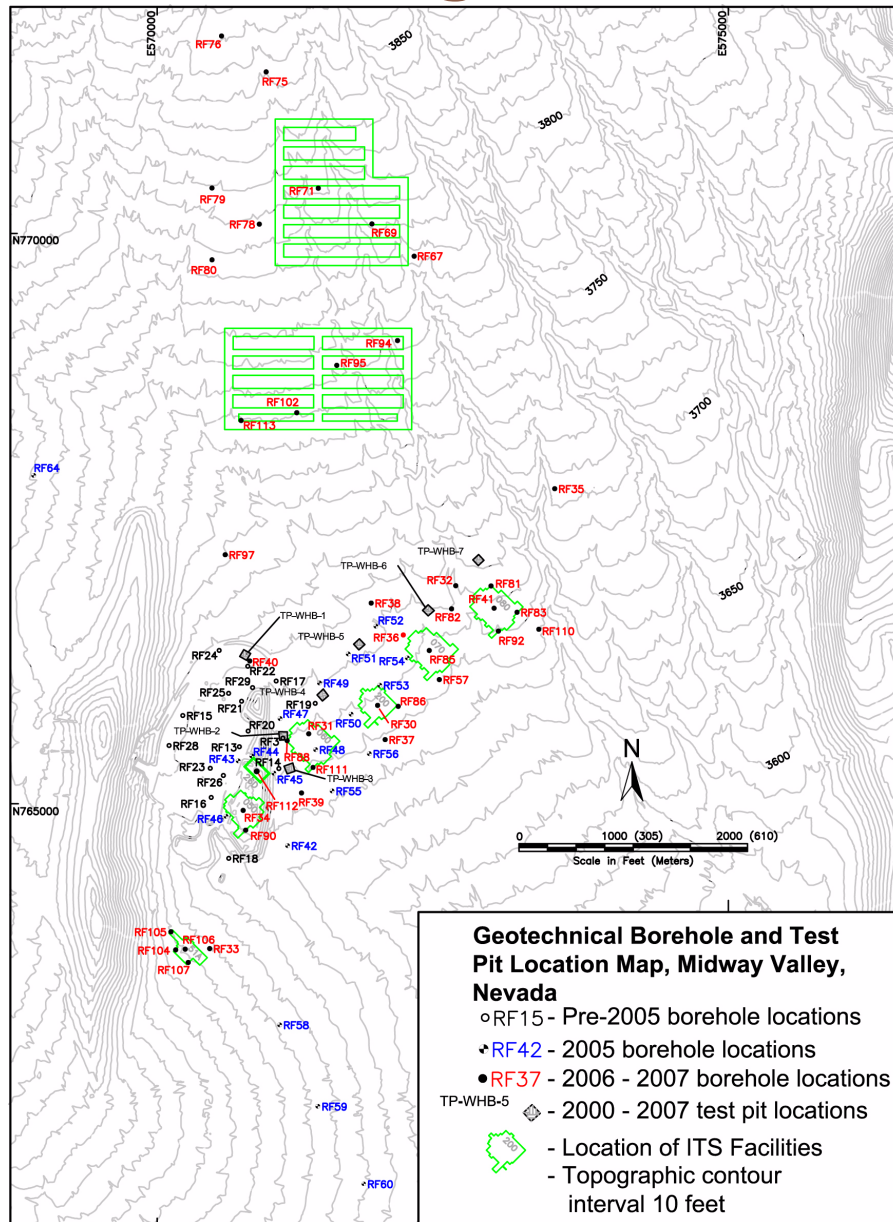 E570000
E575000
3850
RF76
RF75
3800
RF79
RF71
RF78
RF69
N770000
RF80
RF67
3750
RF94
RF95
3700
RF102
RF113
RF64
RF35
RF97
TP-WHB-7
TP-WHB-6
3650
RF32
RF81
RF41
080
RF83
RF82
RF38
TP-WHB-1
RF52
RF92
RF110
TP-WHB-5
RF36
070
RF24
RF40
RF51
RF54
RF85
RF22
RF29
RF17
TP-WHB-4
RF49
RF53
RF57
RF25
RF21
RF19
200
RF86
RF15
RF47
RF50
RF30
TP-WHB-2
RF20
RF3
RF31
060
RF37
3600
RF28
RF13
RF44
RF88
RF48
RF56
RF43
RF14
RF111
RF23
RF45
TP-WHB-3
RF26
RF55
RF16
RF112
RF39
N765000
RF34
RF46
RF90
RF42
RF18
N
0 1000 (305) 2000 (610)
Scale in Feet (Meters)
RF105
RF106
RF104
RF33
RF107
RF58
RF59
RF60
Geotechnical Borehole and Test
Pit Location Map, Midway Valley,
Nevada
RF15 - Pre-2005 borehole locations
RF42 - 2005 borehole locations
RF37 - 2006 - 2007 borehole locations
TP-WHB-5 - 2000 - 2007 test pit locations
200 - Location of ITS Facilities
- Topographic contour
interval 10 feet